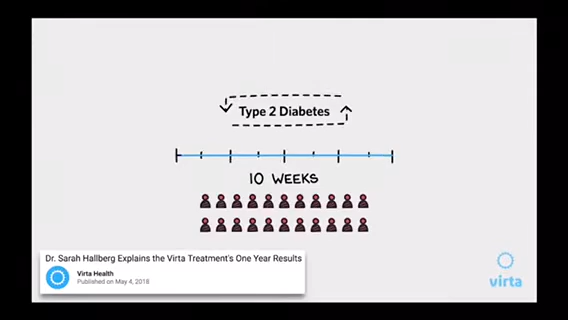 Type 2 Diabetes
10 WEEKS
Dr. Sarah Hallberg Explains the Virta Treatment's One Year Results
Virta Health
Published on May 4, 2018
virta